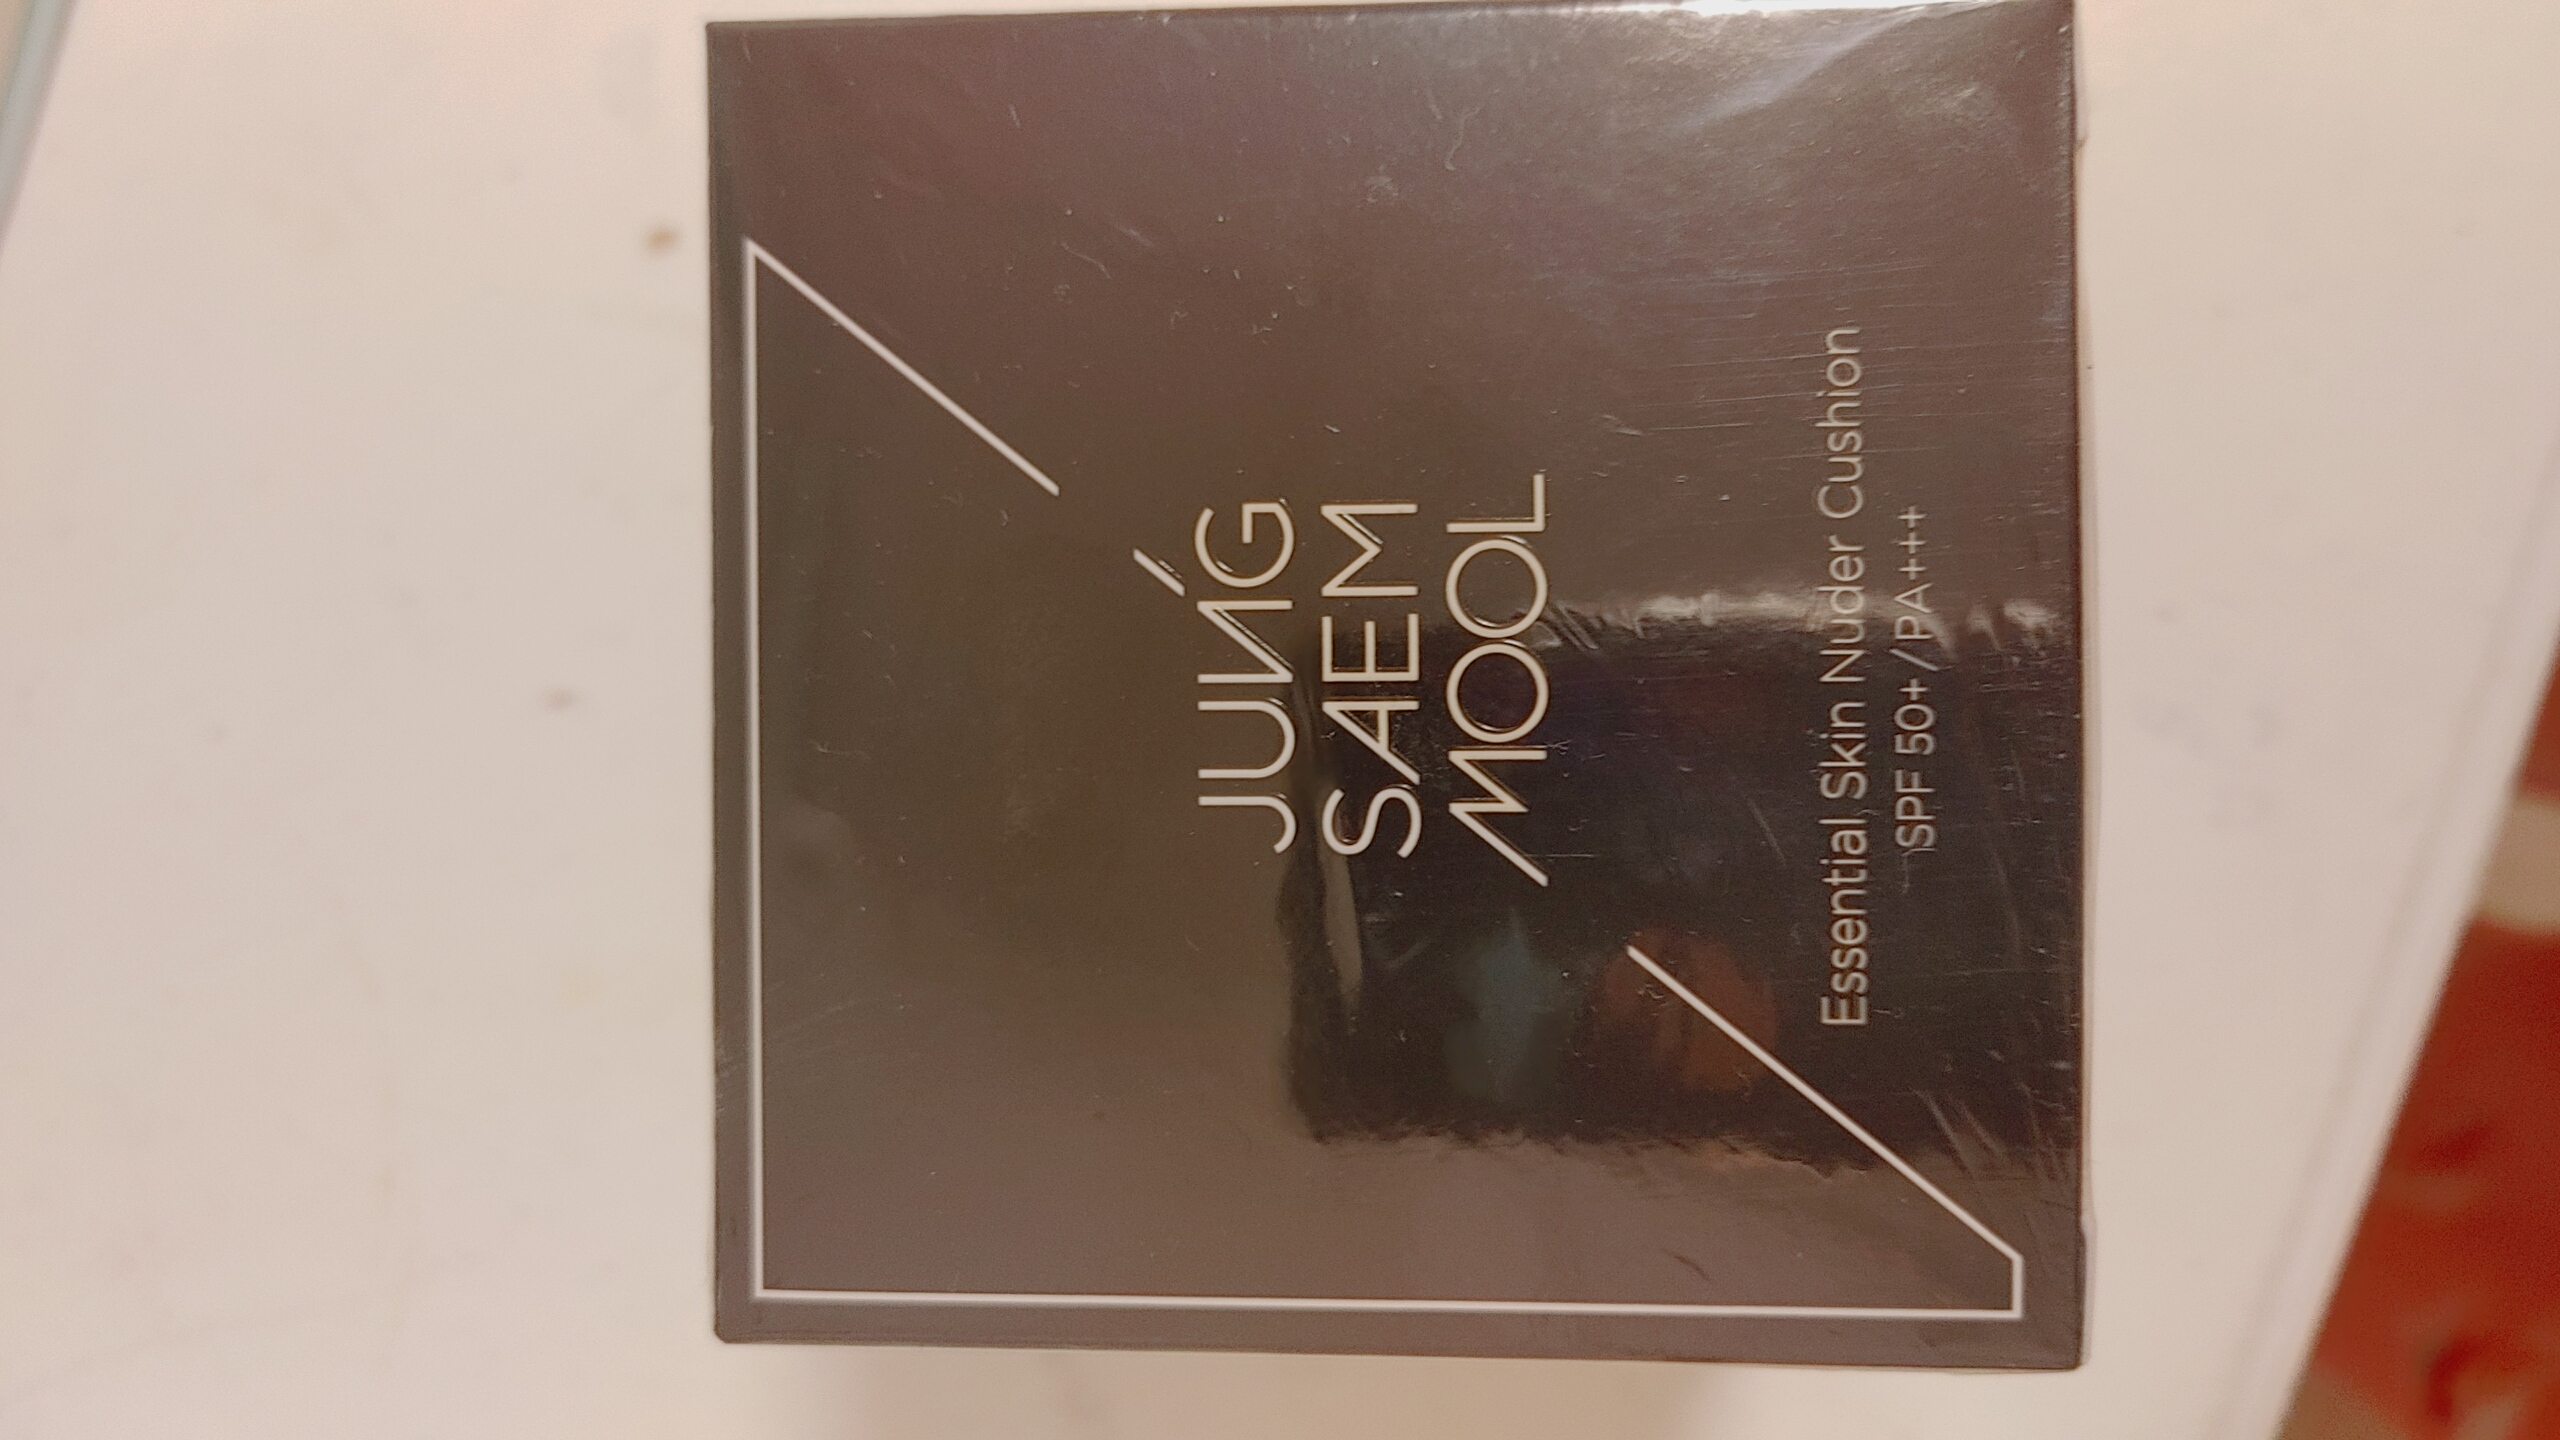 JUNG
SAEM
MOOL
Essential Skin Nuder Cushion
SPF 50+/PA+++